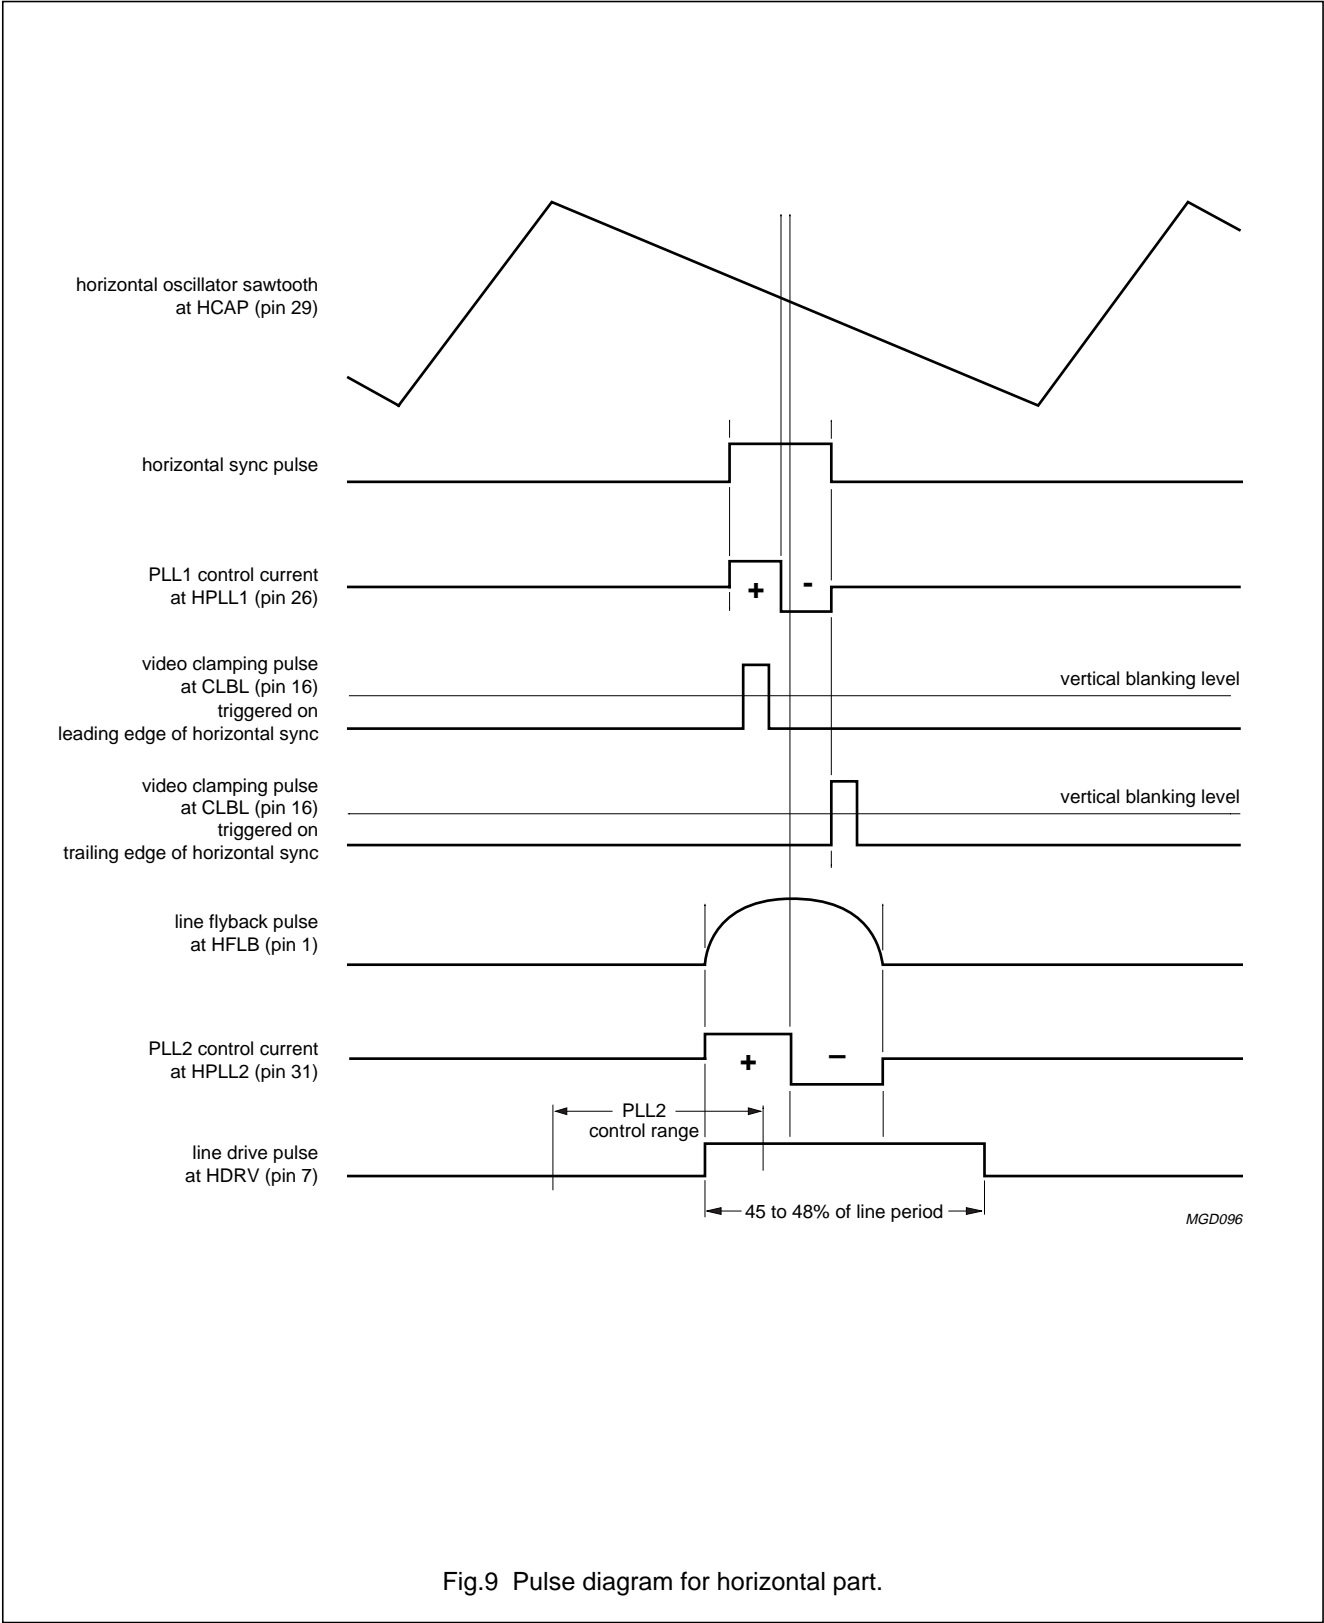 horizontal oscillator sawtooth
at HCAP (pin 29)
horizontal sync pulse
PLL1 control current
at HPLL1 (pin 26)
+
-
video clamping pulse
at CLBL (pin 16)
triggered on
leading edge of horizontal sync
vertical blanking level
video clamping pulse
at CLBL (pin 16)
triggered on
trailing edge of horizontal sync
vertical blanking level
line flyback pulse
at HFLB (pin 1)
PLL2 control current
at HPLL2 (pin 31)
+
−
PLL2
control range
line drive pulse
at HDRV (pin 7)
45 to 48% of line period
MGD096
Fig.9 Pulse diagram for horizontal part.